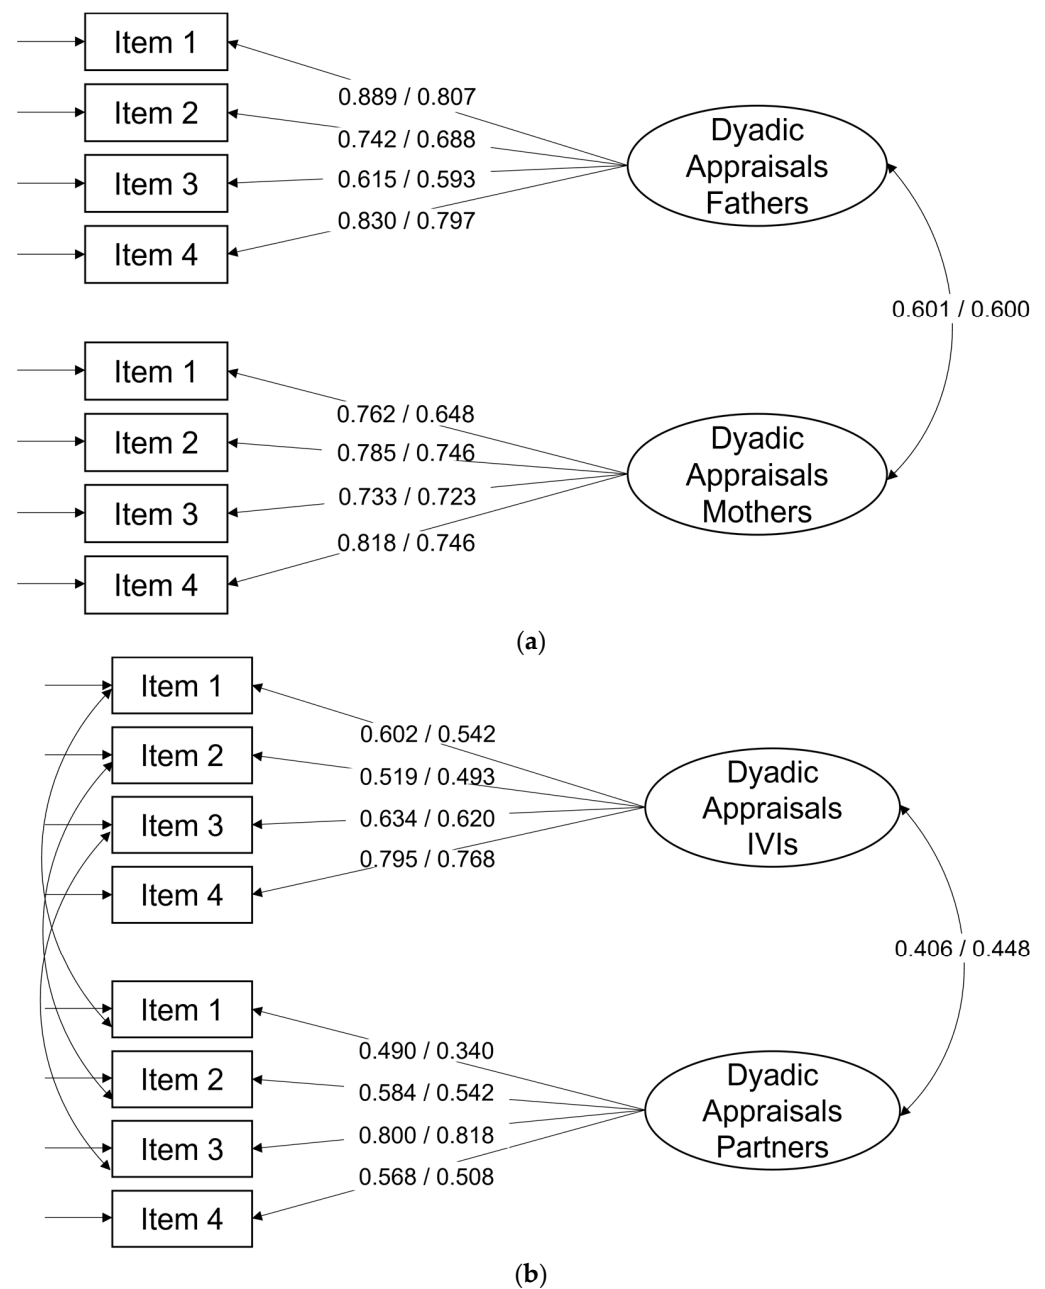 Item 1
0.889 / 0.807
Item 2
0.742 / 0.688
Item 3
0.615 / 0.593
Item 4
0.830 / 0.797
Dyadic
Appraisals
Fathers
0.601 / 0.600
Item 1
0.762 / 0.648
Item 2
0.785 / 0.746
Item 3
0.733 / 0.723
Item 4
0.818 / 0.746
Dyadic
Appraisals
Mothers
(a)
Item 1
0.602 / 0.542
Item 2
0.519 / 0.493
Item 3
0.634 / 0.620
Item 4
0.795 / 0.768
Dyadic
Appraisals
IVIs
0.406 / 0.448
Item 1
0.490 / 0.340
Item 2
0.584 / 0.542
Item 3
0.800 / 0.818
Item 4
0.568 / 0.508
Dyadic
Appraisals
Partners
(b)